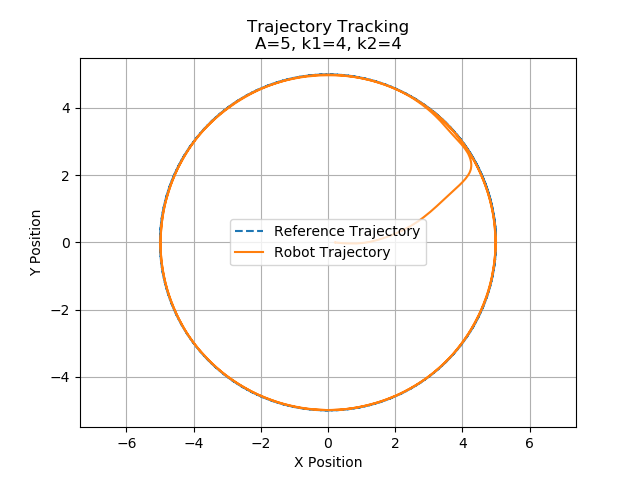 Trajectory Tracking
A=5, k1=4, k2=4
Y Position
4
2
0
−2
−4
Reference Trajectory
Robot Trajectory
−6 −4 −2 0 2 4 6
X Position